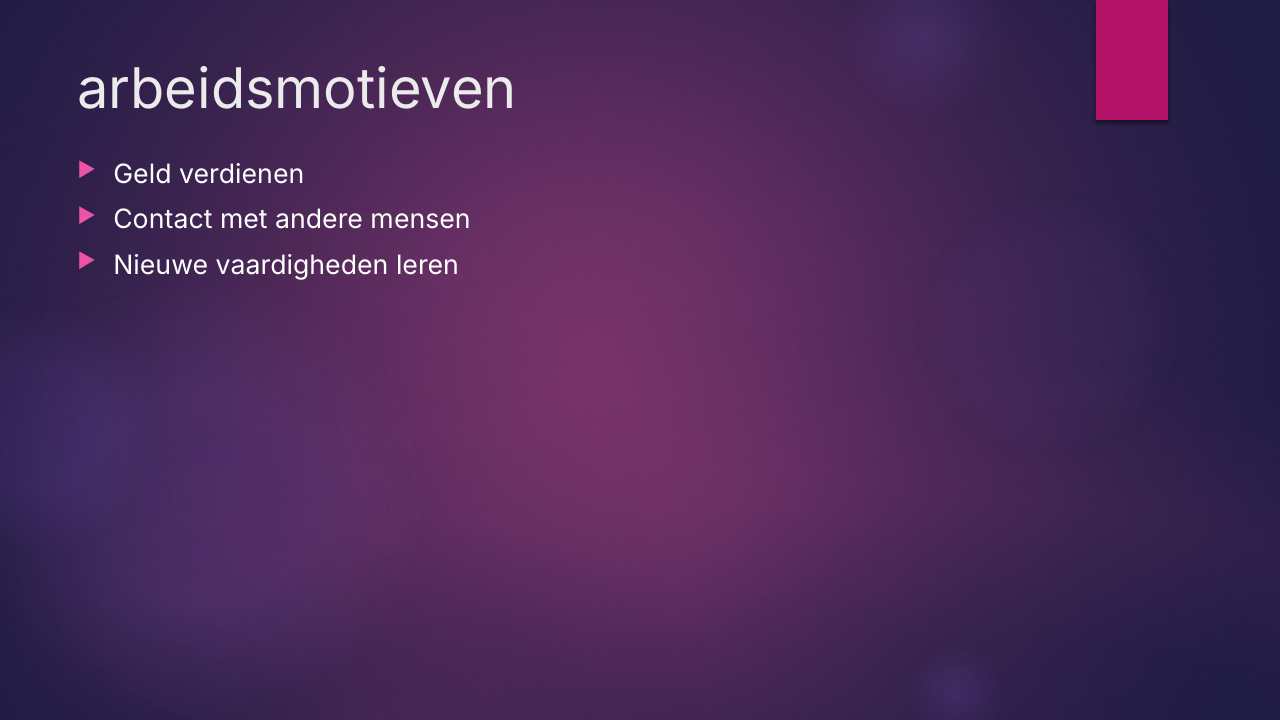 arbeidsmotieven
Geld verdienen
Contact met andere mensen
Nieuwe vaardigheden leren